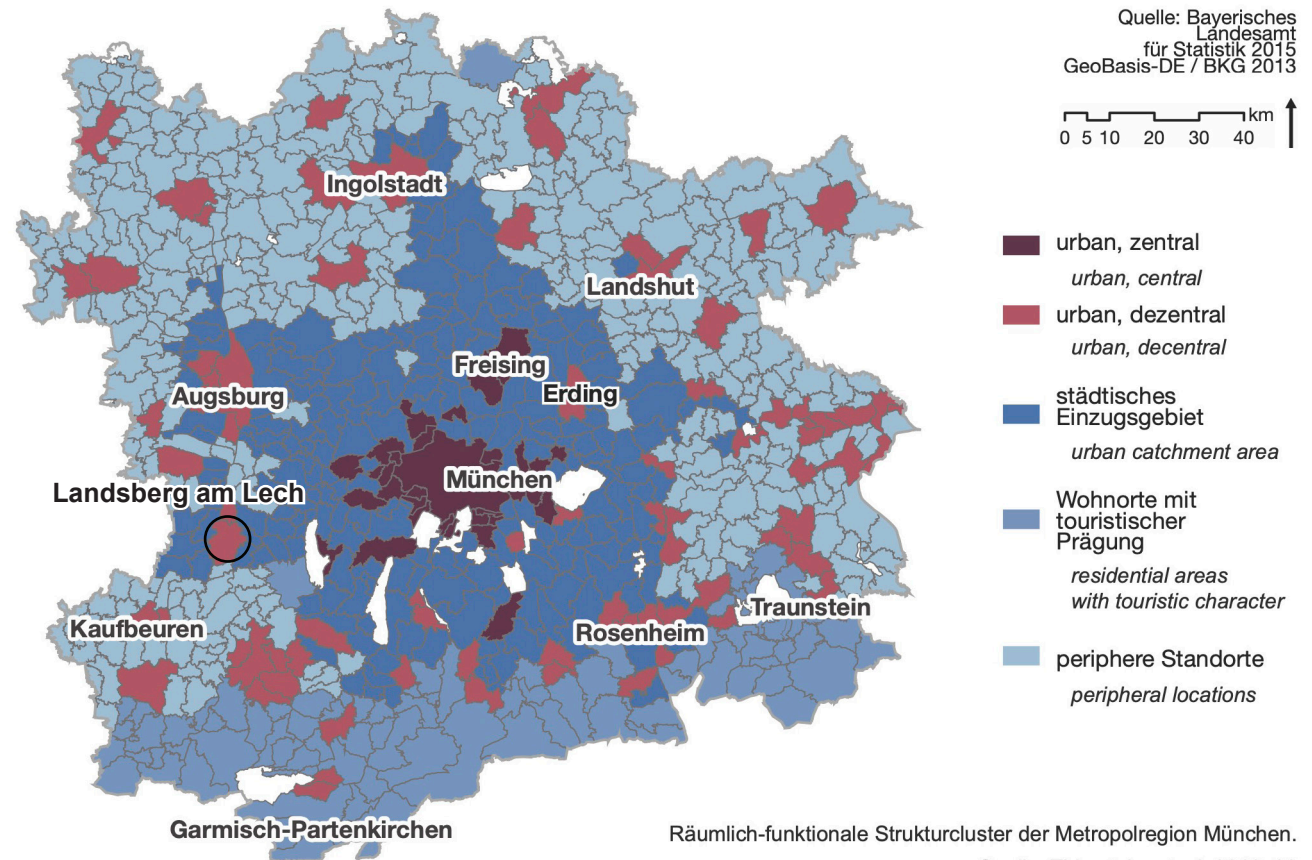 Quelle: Bayerisches
Landesamt
für Statistik 2015
GeoBasis-DE / BKG 2013
km
0 5 10 20 30 40
Ingolstadt
Landshut
Freising
Erding
Augsburg
München
Landsberg am Lech
Kaufbeuren
Rosenheim
Traunstein
Garmisch-Partenkirchen
urban, zentral
urban, central
urban, dezentral
urban, decentral
städtisches
Einzugsgebiet
urban catchment area
Wohnorte mit
touristischer
Prägung
residential areas
with touristic character
periphere Standorte
peripheral locations
Räumlich-funktionale Strukturcluster der Metropolregion München.